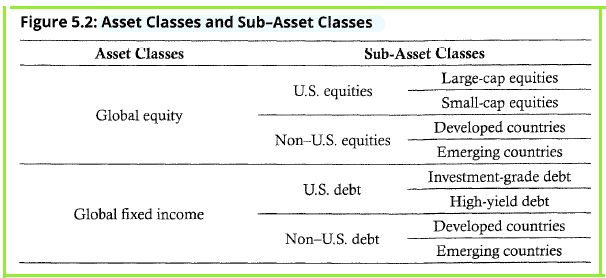 Figure 5.2: Asset Classes and Sub–Asset Classes
Asset Classes Sub-Asset Classes
Global equity
U.S. equities
Large-cap equities
Small-cap equities
Non–U.S. equities
Developed countries
Emerging countries
Global fixed income
U.S. debt
Investment-grade debt
High-yield debt
Non–U.S. debt
Developed countries
Emerging countries